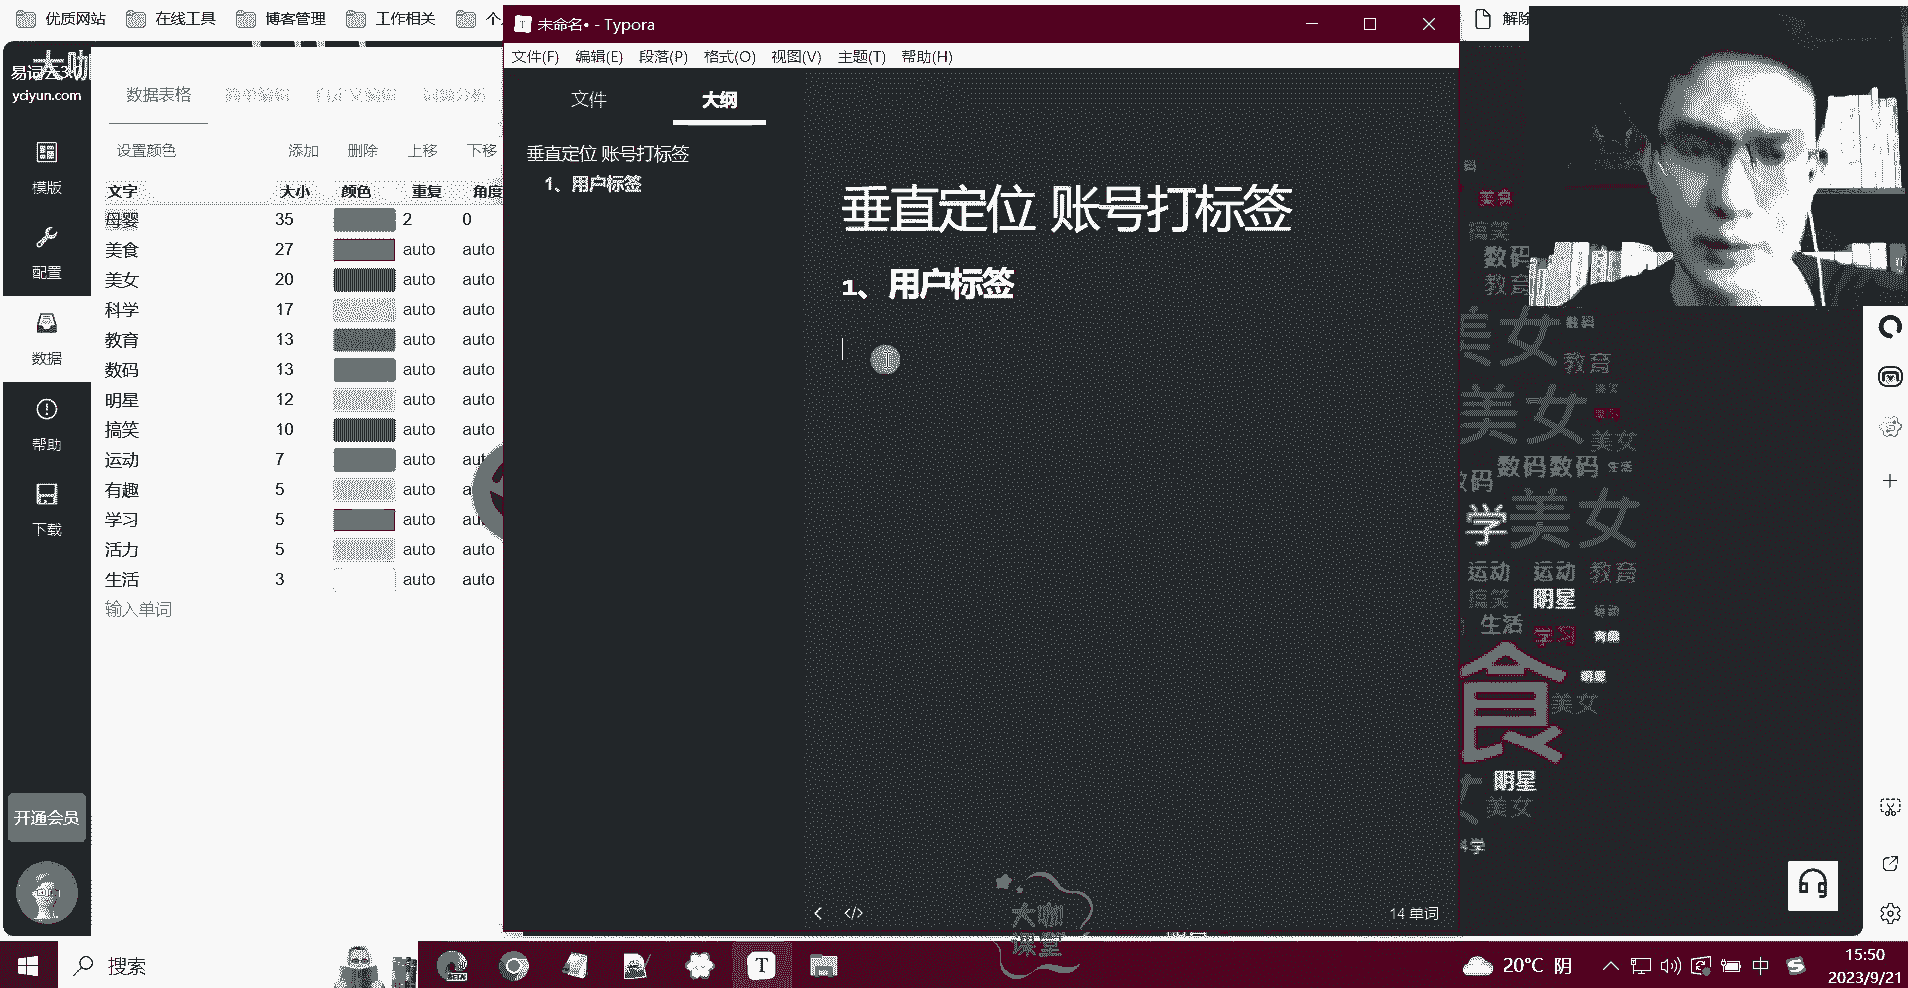 优质网站 在线工具 博客管理 工作相关
未命名• - Typora
解除
文件(F) 编辑(E) 段落(P) 格式(O) 视图(V) 主题(T) 帮助(H)
易词云3.
yciyun.com
数据表格
文件 大纲
设置颜色 添加 删除 上移 下移
垂直定位 账号打标签
1、用户标签
模版
配置
数据
帮助
下载
开通会员
文字 大小 颜色 重复 角度
母婴 35 2 0
美食 27 auto auto
美女 20 auto auto
科学 17 auto auto
教育 13 auto auto
数码 13 auto auto
明星 12 auto auto
搞笑 10 auto auto
运动 7 auto auto
有趣 5 auto
学习 5 auto
活力 5 auto auto
生活 3 auto auto
输入单词
垂直定位 账号打标签
1、用户标签
14 单词
大咖
课堂
搞笑
数码
教育
美女 数码
教育
美女
美女
数码 数码 生活
学 美女
运动 运动 教育
搞笑 明星
生活 学习
食
美女
明星
美女
搜索
20°C 阴
中
15:50
2023/9/21